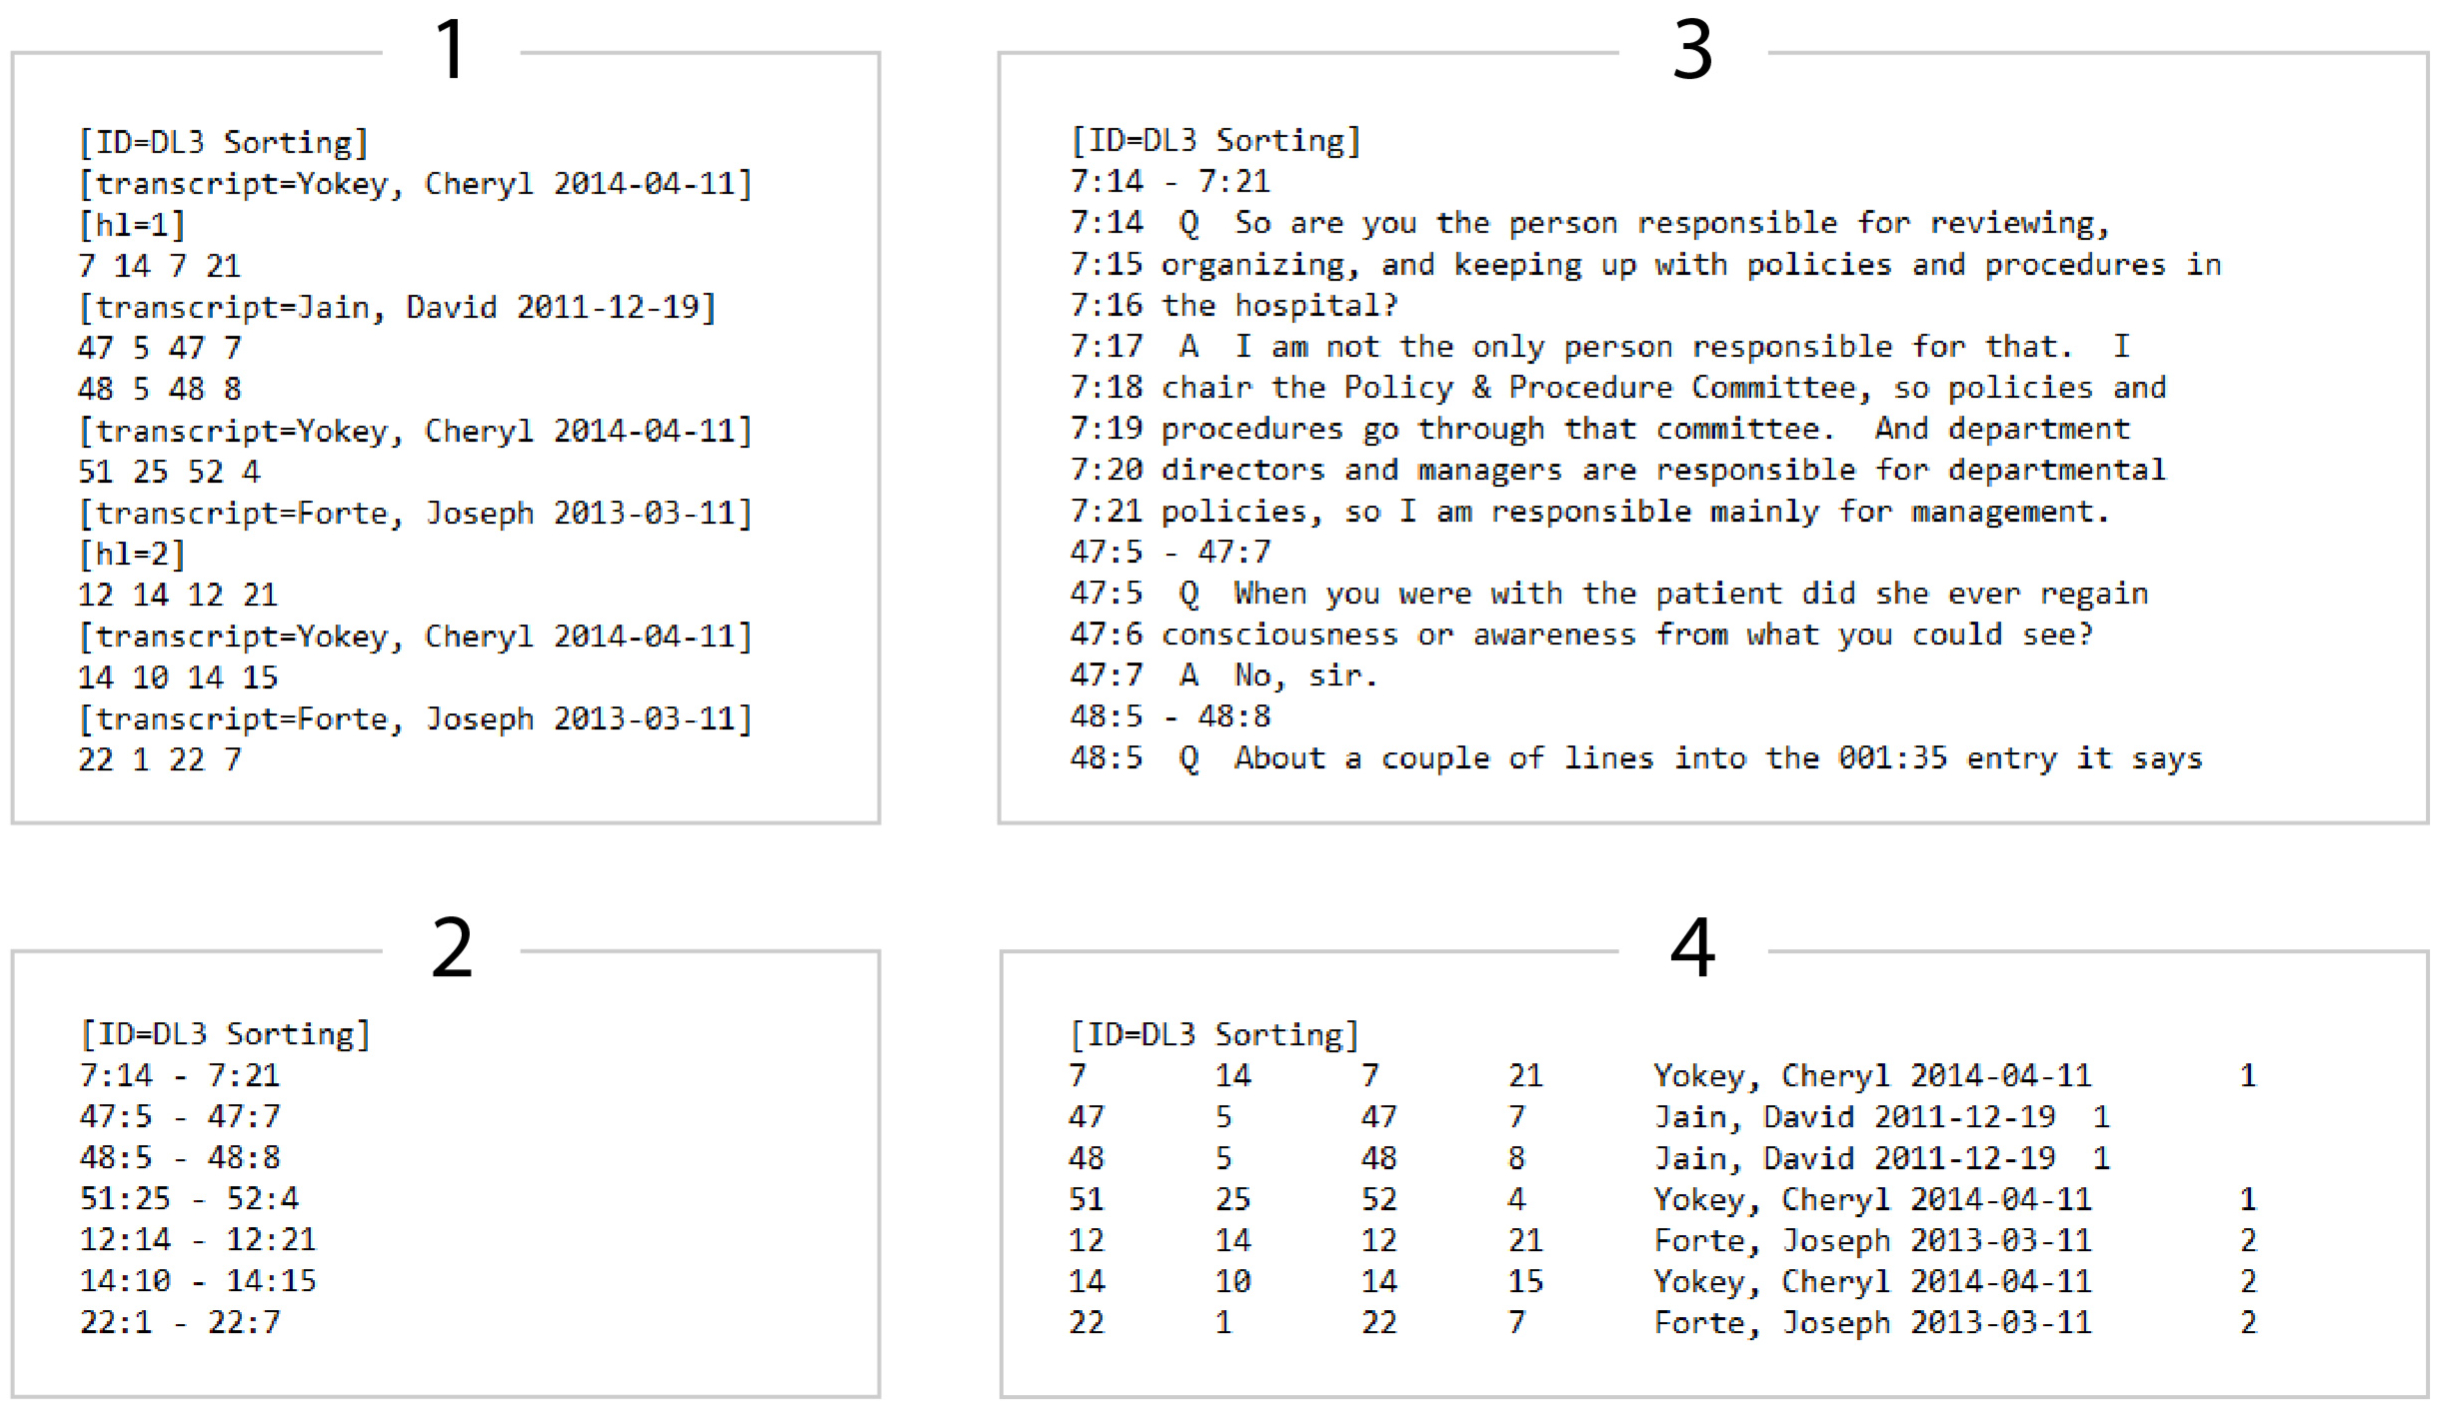 1
[ID=DL3 Sorting]
[transcript=Yokey, Cheryl 2014-04-11]
[hl=1]
7 14 7 21
[transcript=Jain, David 2011-12-19]
47 5 47 7
48 5 48 8
[transcript=Yokey, Cheryl 2014-04-11]
51 25 52 4
[transcript=Forte, Joseph 2013-03-11]
[hl=2]
12 14 12 21
[transcript=Yokey, Cheryl 2014-04-11]
14 10 14 15
[transcript=Forte, Joseph 2013-03-11]
22 1 22 7
2
[ID=DL3 Sorting]
7:14 - 7:21
47:5 - 47:7
48:5 - 48:8
51:25 - 52:4
12:14 - 12:21
14:10 - 14:15
22:1 - 22:7
3
[ID=DL3 Sorting]
7:14 - 7:21
7:14  Q  So are you the person responsible for reviewing,
7:15 organizing, and keeping up with policies and procedures in
7:16 the hospital?
7:17  A  I am not the only person responsible for that.  I
7:18 chair the Policy & Procedure Committee, so policies and
7:19 procedures go through that committee.  And department
7:20 directors and managers are responsible for departmental
7:21 policies, so I am responsible mainly for management.
47:5 - 47:7
47:5  Q  When you were with the patient did she ever regain
47:6 consciousness or awareness from what you could see?
47:7  A  No, sir.
48:5 - 48:8
48:5  Q  About a couple of lines into the 001:35 entry it says
4
[ID=DL3 Sorting]
7 14 7 21 Yokey, Cheryl 2014-04-11 1
47 5 47 7 Jain, David 2011-12-19 1
48 5 48 8 Jain, David 2011-12-19 1
51 25 52 4 Yokey, Cheryl 2014-04-11 1
12 14 12 21 Forte, Joseph 2013-03-11 2
14 10 14 15 Yokey, Cheryl 2014-04-11 2
22 1 22 7 Forte, Joseph 2013-03-11 2